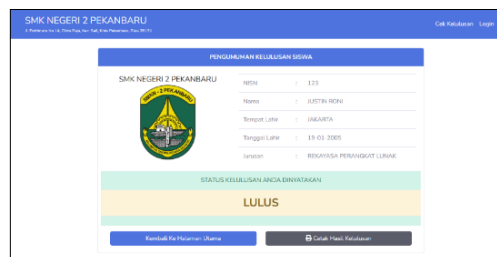 SMK NEGERI 2 PEKANBARU
Cek Kelulusan Login
PENGUMUMAN KELULUSAN SISWA
SMK NEGERI 2 PEKANBARU
NISN : 123
Nama : JUSTIN RONI
Tempat Lahir : JAKARTA
Tanggal Lahir : 15-01-2005
Jurusan : REKAYASA PERANGKAT LUNAK
STATUS KELULUSAN ANDA DINYATAKAN
LULUS
Kembali Ke Halaman Utama
Cetak Hasil Kelulusan